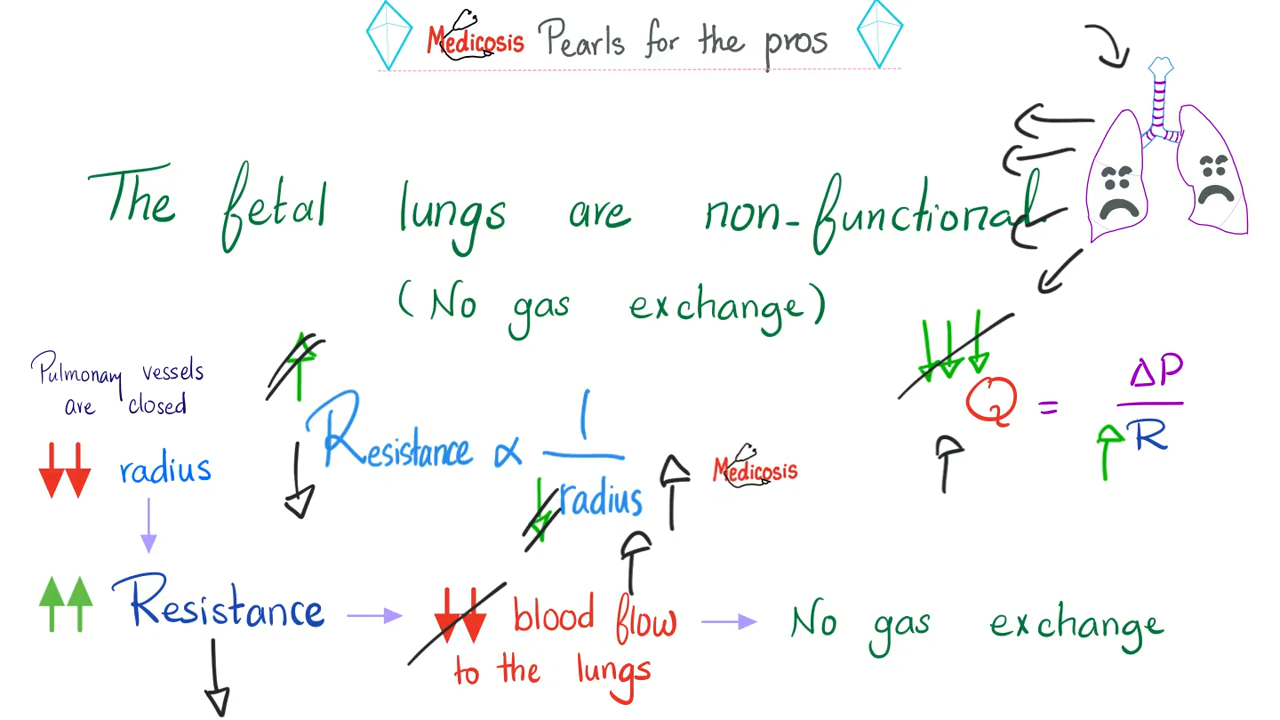 Medicosis Pearls for the pros
The fetal lungs are non-functional
(No gas exchange)
Pulmonary vessels
are closed
↓↓ radius
↑↑ Resistance
Resistance ∝ 1
radius
Medicosis
Q = ΔP
R
↓↓ blood flow
to the lungs
No gas exchange